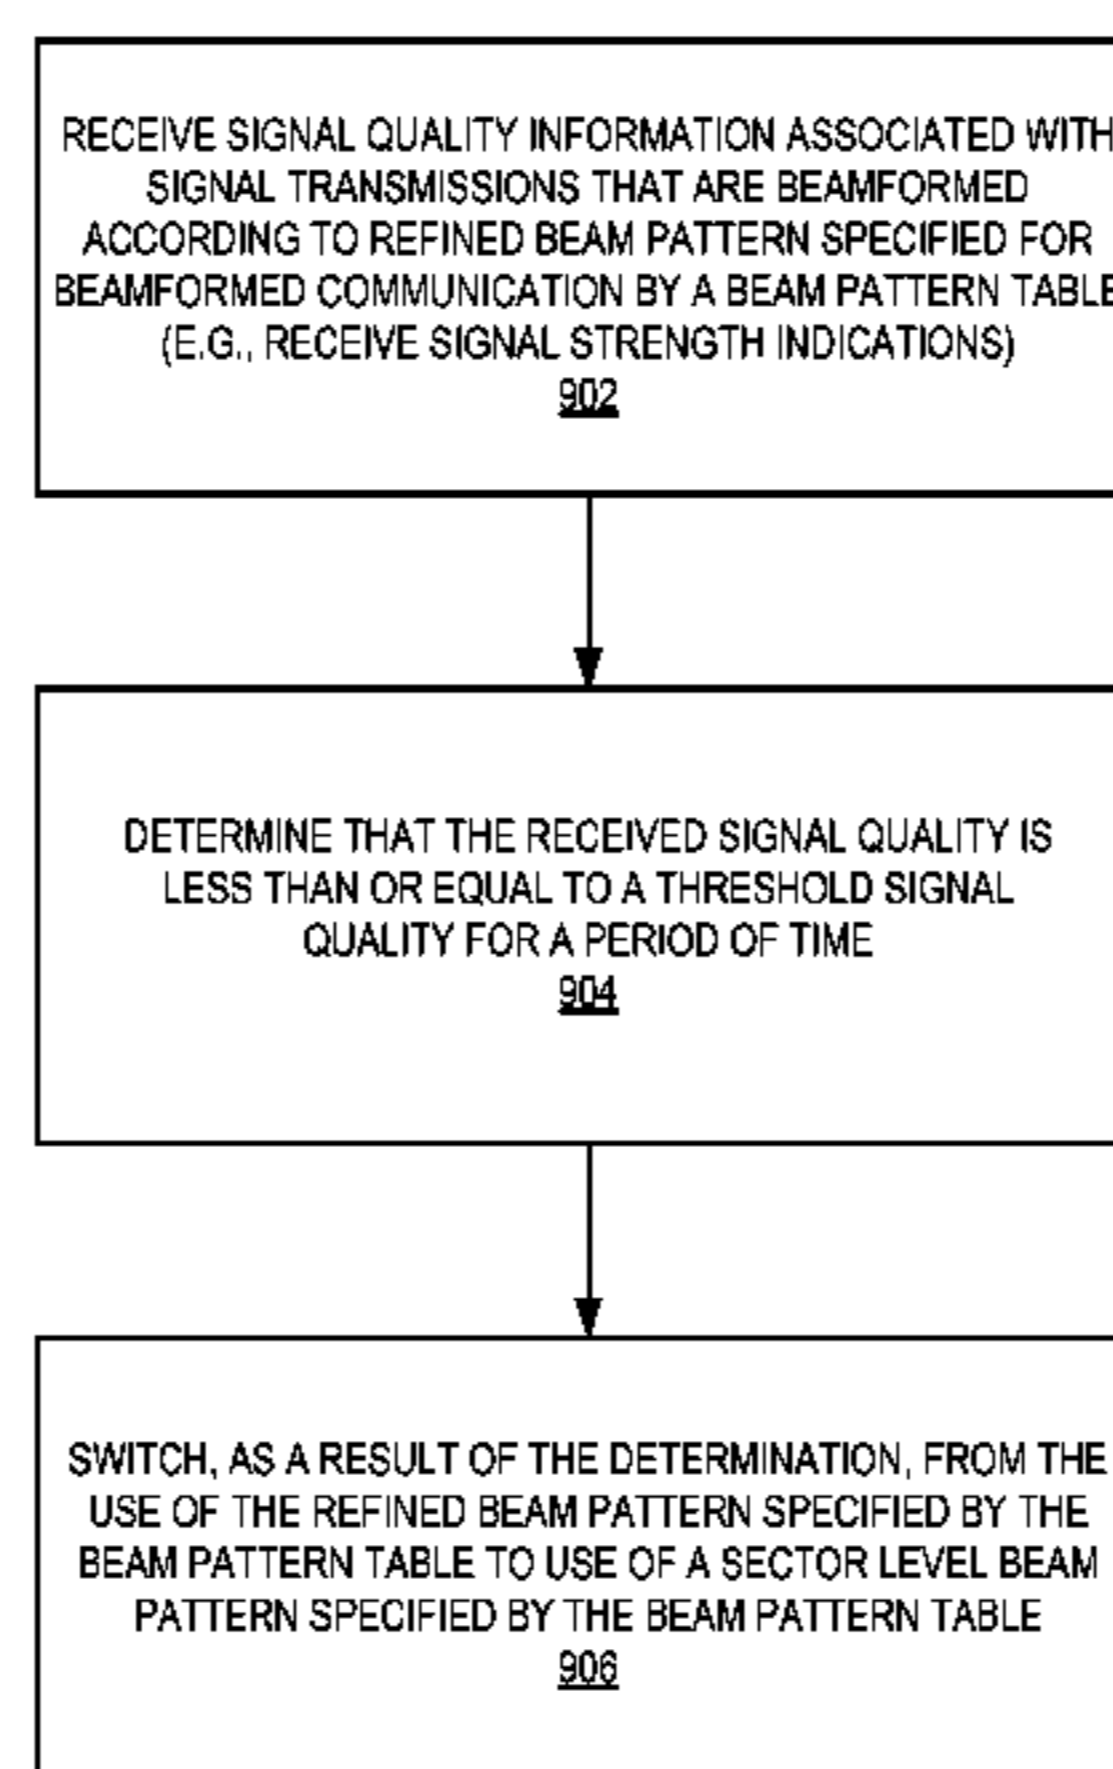 RECEIVE SIGNAL QUALITY INFORMATION ASSOCIATED WITH
SIGNAL TRANSMISSIONS THAT ARE BEAMFORMED
ACCORDING TO REFINED BEAM PATTERN SPECIFIED FOR
BEAMFORMED COMMUNICATION BY A BEAM PATTERN TABLE
(E.G., RECEIVE SIGNAL STRENGTH INDICATIONS)
902
DETERMINE THAT THE RECEIVED SIGNAL QUALITY IS
LESS THAN OR EQUAL TO A THRESHOLD SIGNAL
QUALITY FOR A PERIOD OF TIME
904
SWITCH, AS A RESULT OF THE DETERMINATION, FROM THE
USE OF THE REFINED BEAM PATTERN SPECIFIED BY THE
BEAM PATTERN TABLE TO USE OF A SECTOR LEVEL BEAM
PATTERN SPECIFIED BY THE BEAM PATTERN TABLE
906